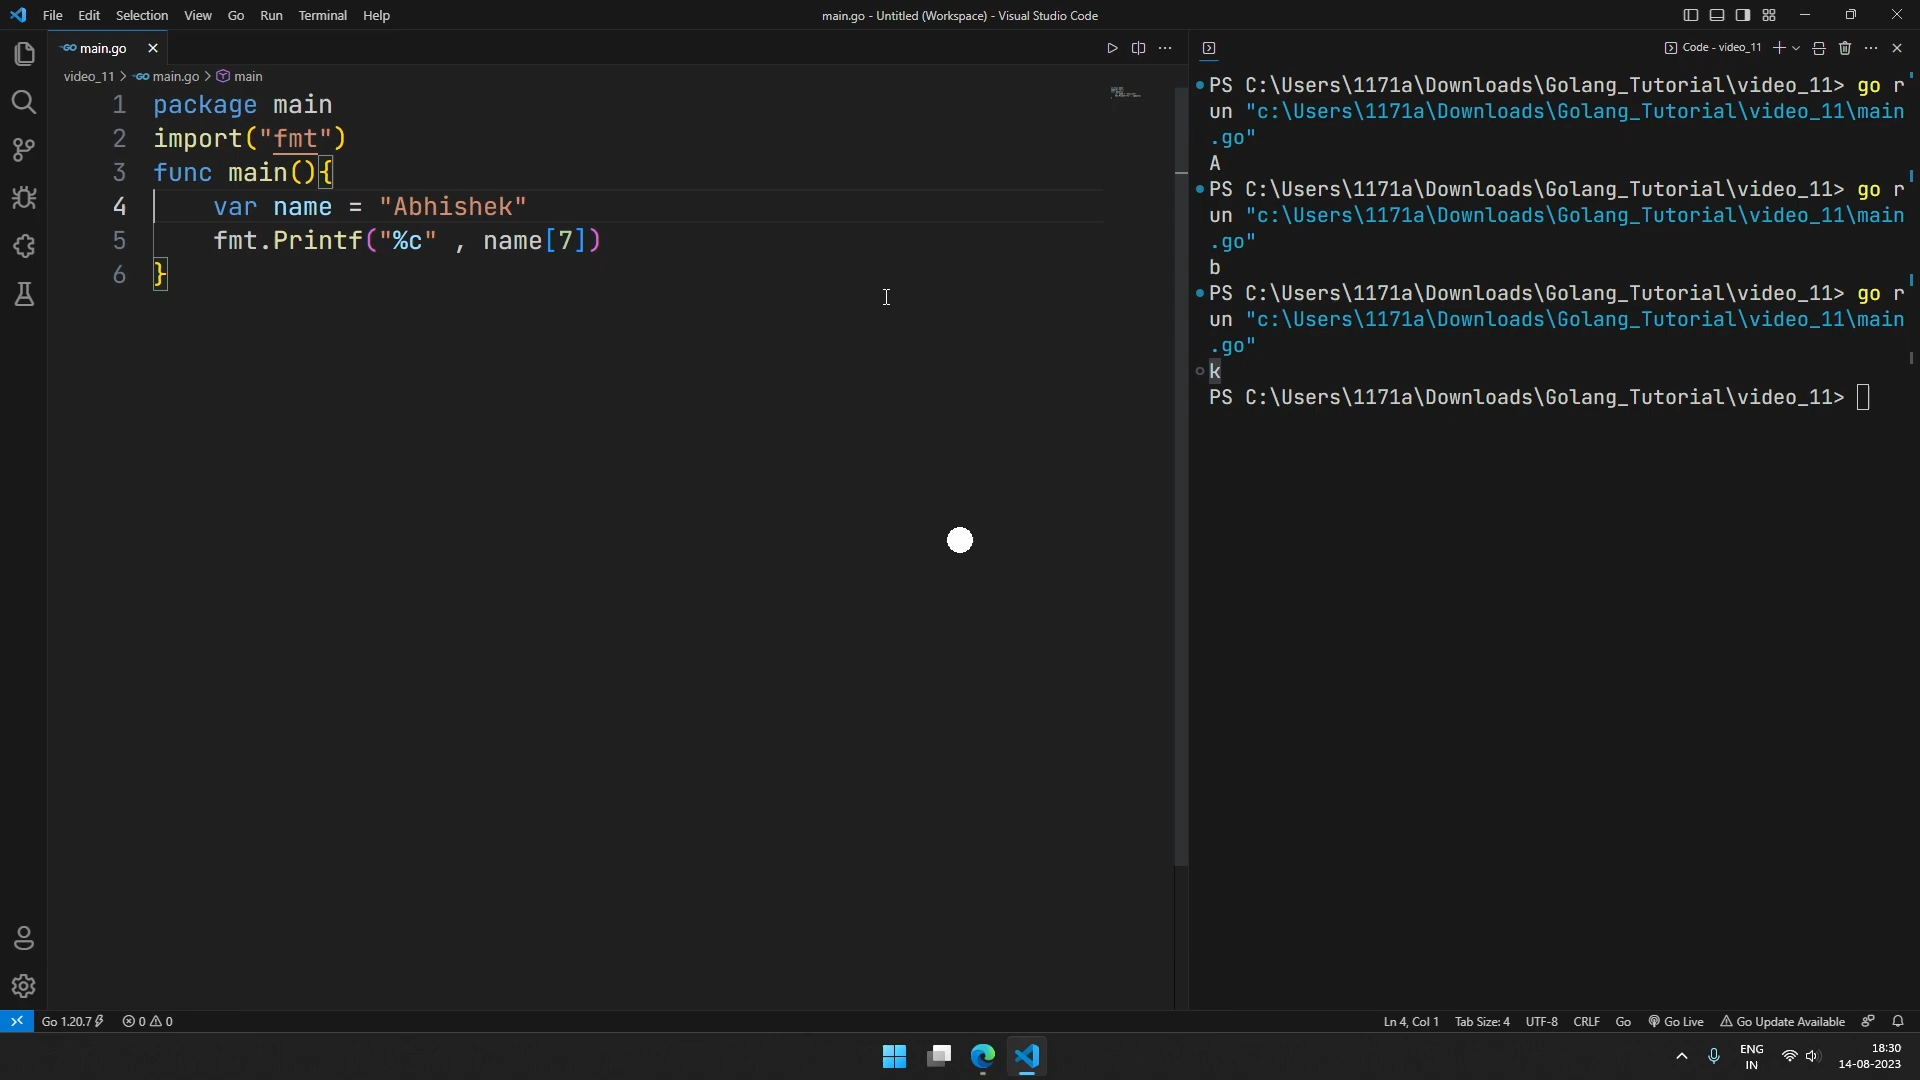 File Edit Selection View Go Run Terminal Help
main.go - Untitled (Workspace) - Visual Studio Code
main.go
Code - video_11
video_11 > main.go > main
1 package main
2 import("fmt")
3 func main(){
4 var name = "Abhishek"
5 fmt.Printf("%c" , name[7])
6 }
PS C:\Users\1171a\Downloads\Golang_Tutorial\video_11> go r
un "c:\Users\1171a\Downloads\Golang_Tutorial\video_11\main
.go"
A
PS C:\Users\1171a\Downloads\Golang_Tutorial\video_11> go r
un "c:\Users\1171a\Downloads\Golang_Tutorial\video_11\main
.go"
b
PS C:\Users\1171a\Downloads\Golang_Tutorial\video_11> go r
un "c:\Users\1171a\Downloads\Golang_Tutorial\video_11\main
.go"
k
PS C:\Users\1171a\Downloads\Golang_Tutorial\video_11>
Go 1.20.7 0 0
Ln 4, Col 1 Tab Size: 4 UTF-8 CRLF Go Go Live Go Update Available
ENG
IN
18:30
14-08-2023